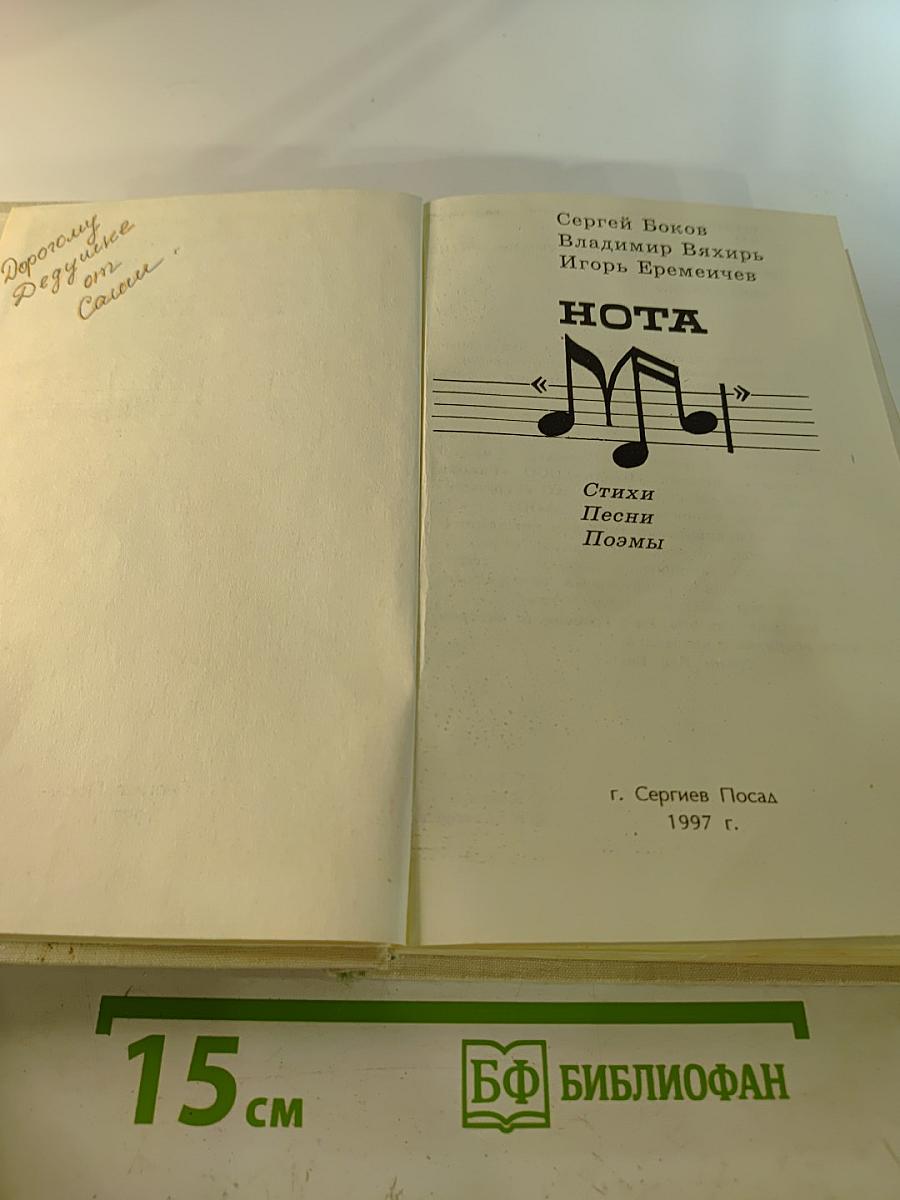 Дорогому
Дедушке
от
Саши.
Сергей Боков
Владимир Вяхирь
Игорь Еремеичев
НОТА
«МЫ»
Стихи
Песни
Поэмы
г. Сергиев Посад
1997 г.
15 см
БФ БИБЛИОФАН